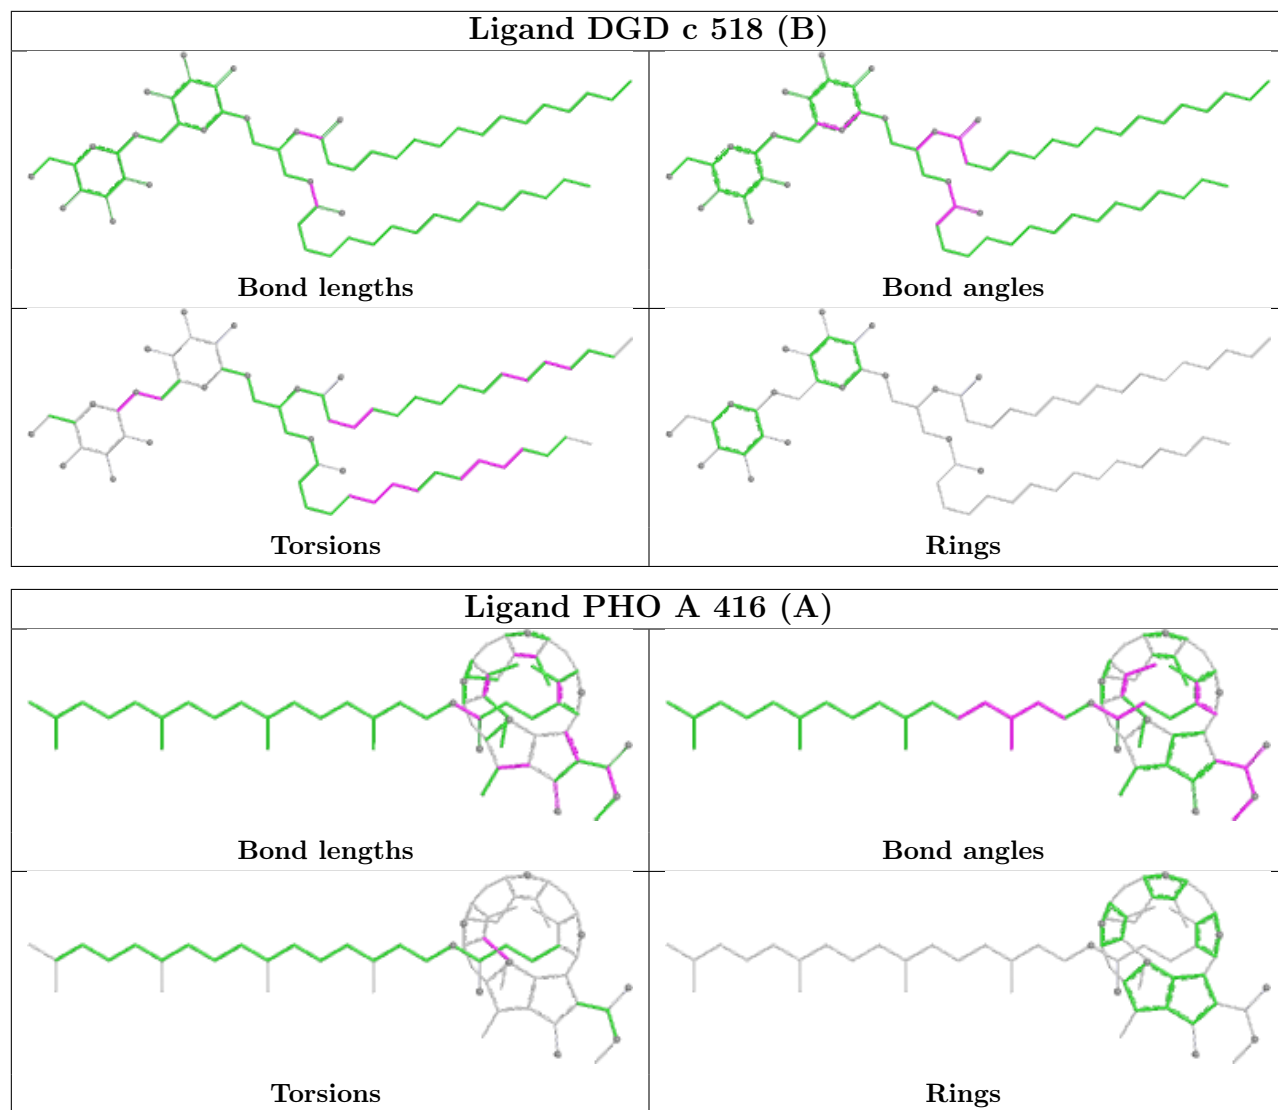 Ligand DGD c 518 (B)
Bond lengths
Bond angles
Torsions
Rings
Ligand PHO A 416 (A)
Bond lengths
Bond angles
Torsions
Rings